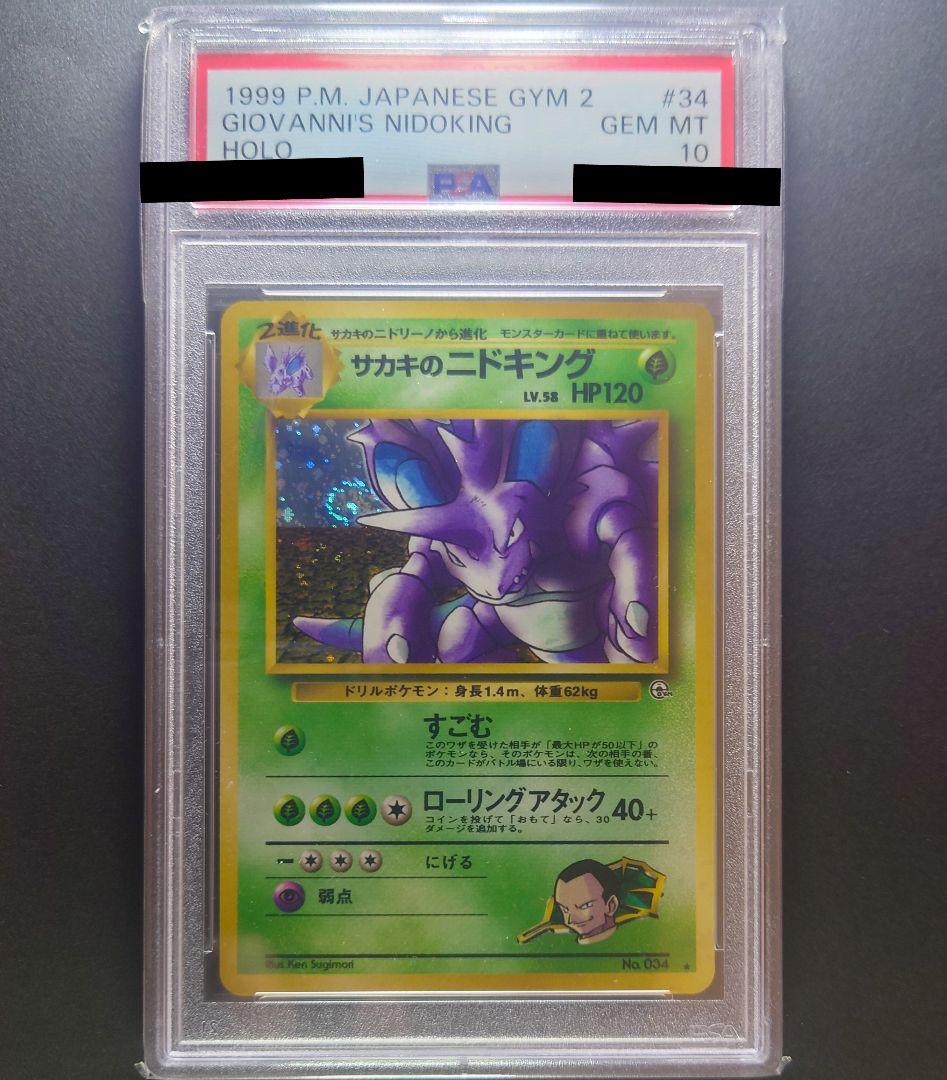 1999 P.M. JAPANESE GYM 2 #34
GIOVANNI'S NIDOKING GEM MT
HOLO 10
PSA
2進化 サカキのニドリーノから進化 モンスターカードに重ねて使います。
サカキのニドキング
LV.58 HP120
ドリルポケモン：身長1.4m、体重62kg
すごむ
このワザを受けた相手が「最大HPが50以下」の
ポケモンなら、そのポケモンは、次の相手の番、
このカードがバトル場にいる限り、ワザを使えない。
ローリングアタック 40+
コインを投げて「おもて」なら、30
ダメージを追加する。
にげる
弱点
Illus. Ken Sugimori No. 034 ★
PSA